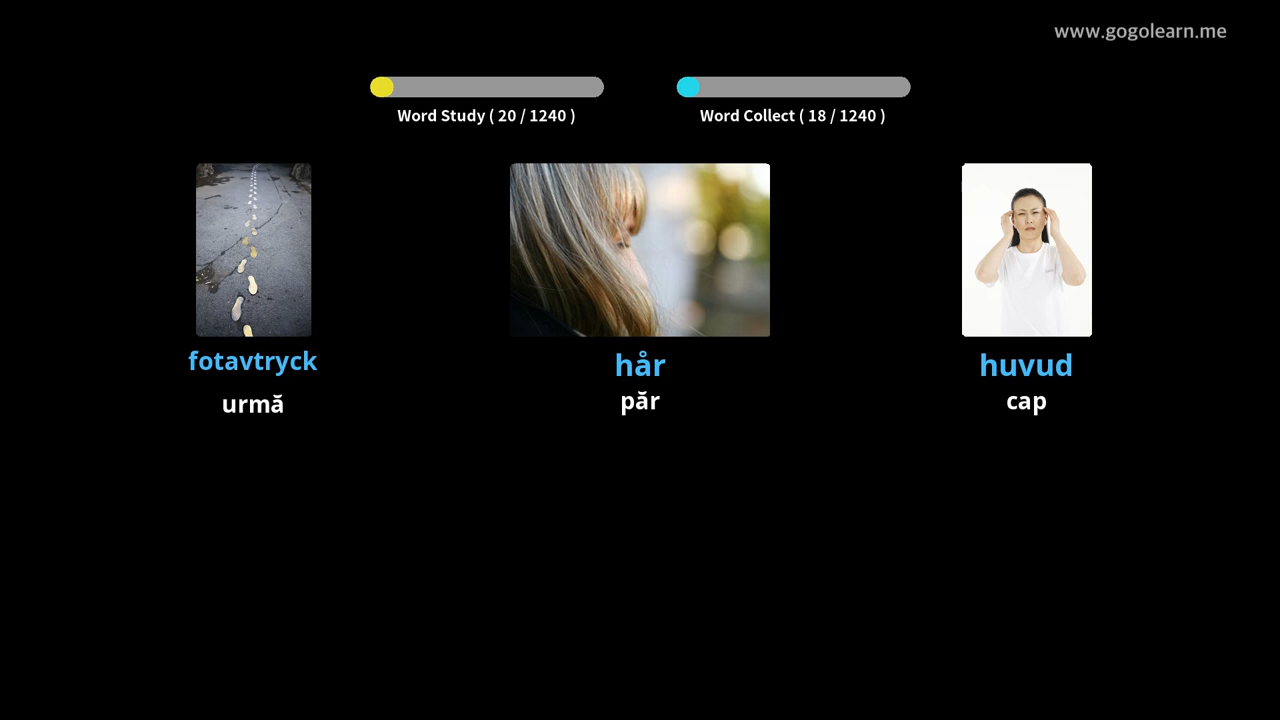 www.gogolearn.me
Word Study ( 20 / 1240 )
Word Collect ( 18 / 1240 )
fotavtryck
hår
huvud
urmă
păr
cap